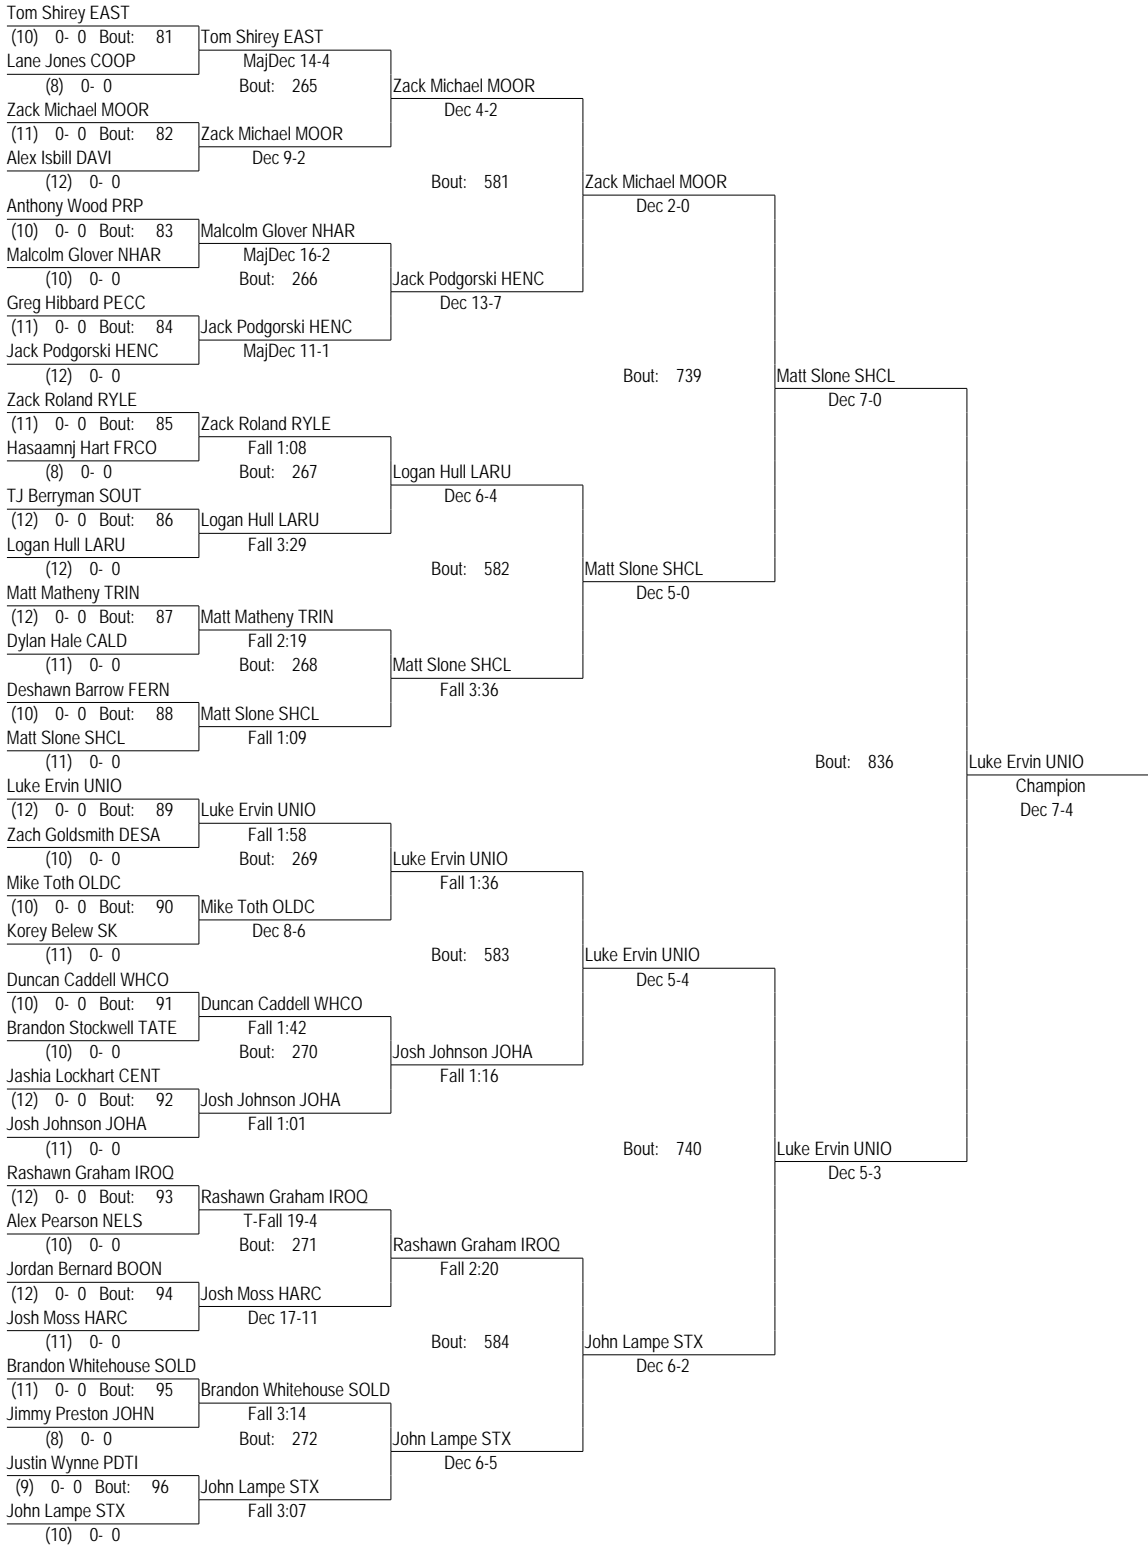 Tom Shirey EAST
(10) 0- 0 Bout: 81 Tom Shirey EAST
Lane Jones COOP MajDec 14-4
(8) 0- 0 Bout: 265 Zack Michael MOOR
Zack Michael MOOR Dec 4-2
(11) 0- 0 Bout: 82 Zack Michael MOOR
Alex Isbill DAVI Dec 9-2
(12) 0- 0 Bout: 581 Zack Michael MOOR
Anthony Wood PRP Dec 2-0
(10) 0- 0 Bout: 83 Malcolm Glover NHAR
Malcolm Glover NHAR MajDec 16-2
(10) 0- 0 Bout: 266 Jack Podgorski HENC
Greg Hibbard PECC Dec 13-7
(11) 0- 0 Bout: 84 Jack Podgorski HENC
Jack Podgorski HENC MajDec 11-1
(12) 0- 0 Bout: 739 Matt Slone SHCL
Zack Roland RYLE Dec 7-0
(11) 0- 0 Bout: 85 Zack Roland RYLE
Hasaamnj Hart FRCO Fall 1:08
(8) 0- 0 Bout: 267 Logan Hull LARU
TJ Berryman SOUT Dec 6-4
(12) 0- 0 Bout: 86 Logan Hull LARU
Logan Hull LARU Fall 3:29
(12) 0- 0 Bout: 582 Matt Slone SHCL
Matt Matheny TRIN Dec 5-0
(12) 0- 0 Bout: 87 Matt Matheny TRIN
Dylan Hale CALD Fall 2:19
(11) 0- 0 Bout: 268 Matt Slone SHCL
Deshawn Barrow FERN Fall 3:36
(10) 0- 0 Bout: 88 Matt Slone SHCL
Matt Slone SHCL Fall 1:09
(11) 0- 0 Bout: 836 Luke Ervin UNIO
Luke Ervin UNIO Champion
(12) 0- 0 Bout: 89 Luke Ervin UNIO Dec 7-4
Zach Goldsmith DESA Fall 1:58
(10) 0- 0 Bout: 269 Luke Ervin UNIO
Mike Toth OLDC Fall 1:36
(10) 0- 0 Bout: 90 Mike Toth OLDC
Korey Belew SK Dec 8-6
(11) 0- 0 Bout: 583 Luke Ervin UNIO
Duncan Caddell WHCO Dec 5-4
(10) 0- 0 Bout: 91 Duncan Caddell WHCO
Brandon Stockwell TATE Fall 1:42
(10) 0- 0 Bout: 270 Josh Johnson JOHA
Jashia Lockhart CENT Fall 1:16
(12) 0- 0 Bout: 92 Josh Johnson JOHA
Josh Johnson JOHA Fall 1:01
(11) 0- 0 Bout: 740 Luke Ervin UNIO
Rashawn Graham IROQ Dec 5-3
(12) 0- 0 Bout: 93 Rashawn Graham IROQ
Alex Pearson NELS T-Fall 19-4
(10) 0- 0 Bout: 271 Rashawn Graham IROQ
Jordan Bernard BOON Fall 2:20
(12) 0- 0 Bout: 94 Josh Moss HARC
Josh Moss HARC Dec 17-11
(11) 0- 0 Bout: 584 John Lampe STX
Brandon Whitehouse SOLD Dec 6-2
(11) 0- 0 Bout: 95 Brandon Whitehouse SOLD
Jimmy Preston JOHN Fall 3:14
(8) 0- 0 Bout: 272 John Lampe STX
Justin Wynne PDTI Dec 6-5
(9) 0- 0 Bout: 96 John Lampe STX
John Lampe STX Fall 3:07
(10) 0- 0